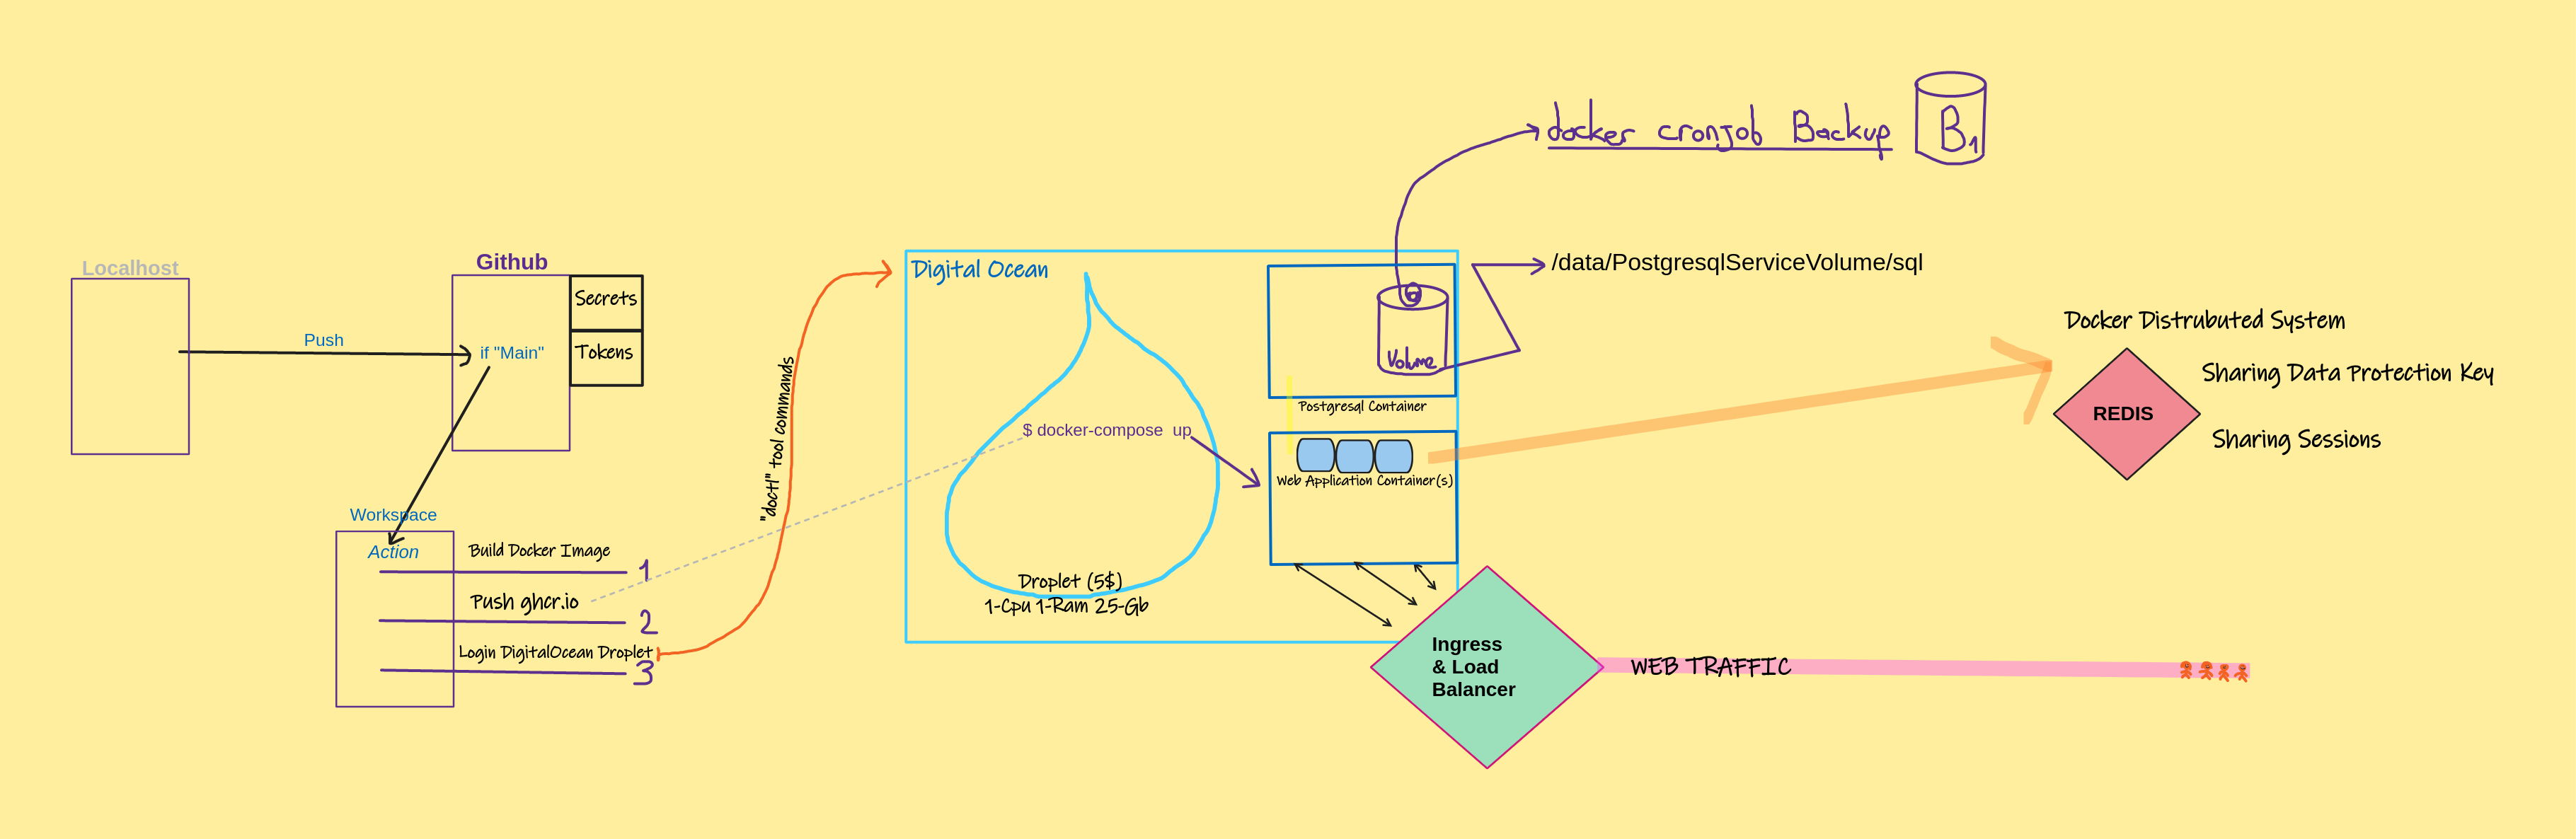 Localhost
Push
Github
if "Main"
Secrets
Tokens
Workspace
Action
Build Docker Image
1
Push ghcr.io
2
Login DigitalOcean Droplet
3
"doctl" tool commands
Digital Ocean
$ docker-compose up
Droplet (5$)
1-Cpu 1-Ram 25-Gb
Volume
Postgresql Container
Web Application Container(s)
docker cronjob Backup
B1
/data/PostgresqlServiceVolume/sql
Docker Distrubuted System
REDIS
Sharing Data Protection Key
Sharing Sessions
Ingress
& Load
Balancer
WEB TRAFFIC